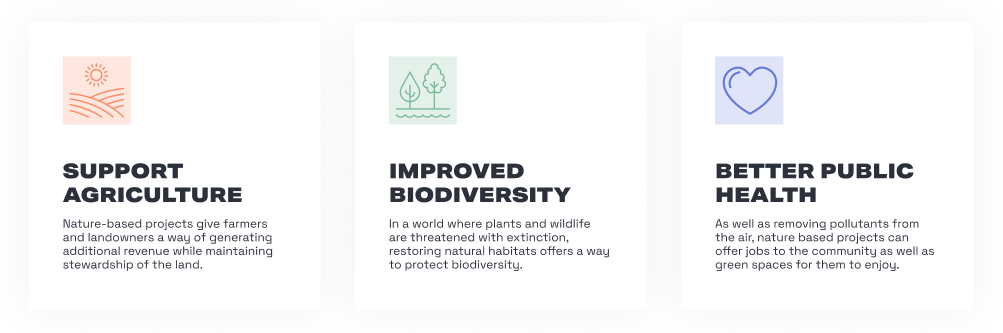 SUPPORT
AGRICULTURE
Nature-based projects give farmers
and landowners a way of generating
additional revenue while maintaining
stewardship of the land.
IMPROVED
BIODIVERSITY
In a world where plants and wildlife
are threatened with extinction,
restoring natural habitats offers a way
to protect biodiversity.
BETTER PUBLIC
HEALTH
As well as removing pollutants from
the air, nature based projects can
offer jobs to the community as well as
green spaces for them to enjoy.